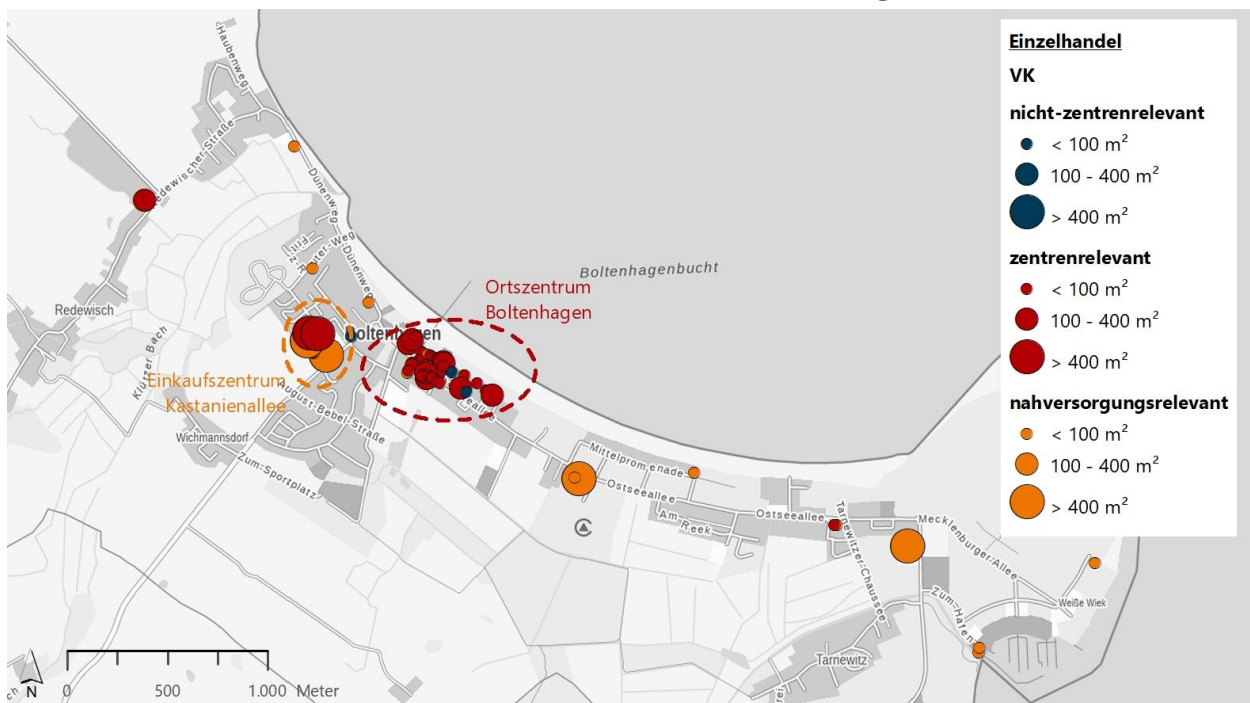 Einzelhandel
VK
nicht-zentrenrelevant
< 100 m²
100 - 400 m²
> 400 m²
zentrenrelevant
< 100 m²
100 - 400 m²
> 400 m²
nahversorgungsrelevant
< 100 m²
100 - 400 m²
> 400 m²
Haubenweg
Redewischer-Straße
Dünenweg
Fritz-Reuter-Weg
Dünenweg
Boltenhagenbucht
Ortszentrum
Boltenhagen
Redewisch
Boltenhagen
Klützer Bach
Einkaufszentrum
Kastanienallee
August-Bebel-Straße
Wichmannsdorf
Zum-Sportplatz
Mittelpromenade
Ostseeallee
Am-Reek
Ostseeallee
Tarnewitzer-Chaussee
Mecklenburger-Allee
Zum-Hafen
Weiße Wiek
Tarnewitz
N
0 500 1.000 Meter